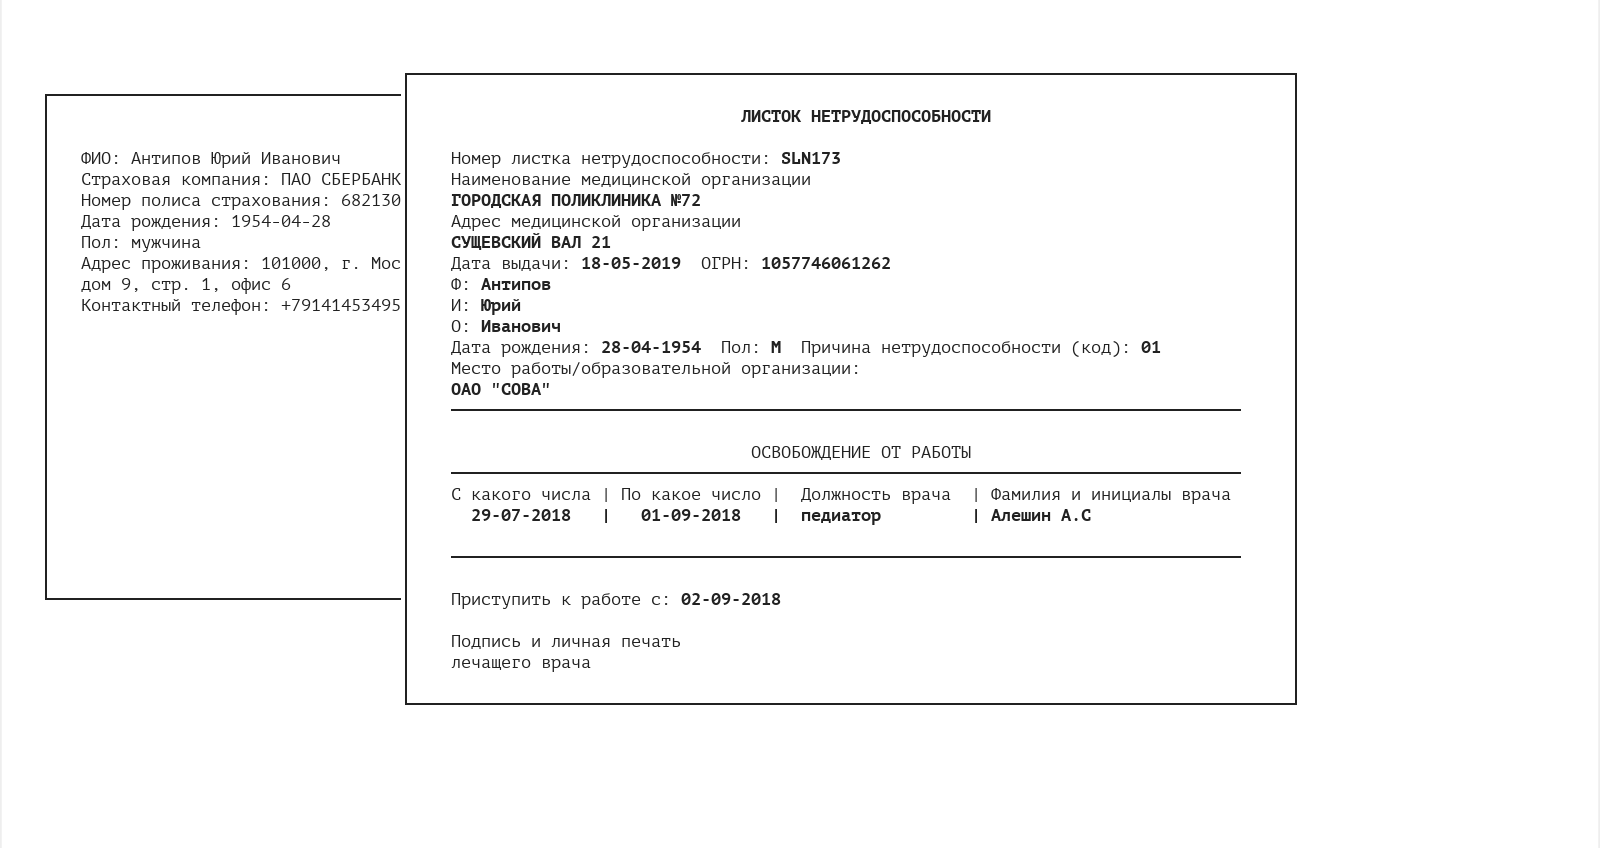 ФИО: Антипов Юрий Иванович
Страховая компания: ПАО СБЕРБАНК
Номер полиса страхования: 682130
Дата рождения: 1954-04-28
Пол: мужчина
Адрес проживания: 101000, г. Мос
дом 9, стр. 1, офис 6
Контактный телефон: +79141453495
ЛИСТОК НЕТРУДОСПОСОБНОСТИ
Номер листка нетрудоспособности: SLN173
Наименование медицинской организации
ГОРОДСКАЯ ПОЛИКЛИНИКА №72
Адрес медицинской организации
СУЩЕВСКИЙ ВАЛ 21
Дата выдачи: 18-05-2019  ОГРН: 1057746061262
Ф: Антипов
И: Юрий
О: Иванович
Дата рождения: 28-04-1954  Пол: М  Причина нетрудоспособности (код): 01
Место работы/образовательной организации:
ОАО "СОВА"
ОСВОБОЖДЕНИЕ ОТ РАБОТЫ
С какого числа | По какое число |  Должность врача  | Фамилия и инициалы врача
29-07-2018   |   01-09-2018   |  педиатор         | Алешин А.С
Приступить к работе с: 02-09-2018
Подпись и личная печать
лечащего врача